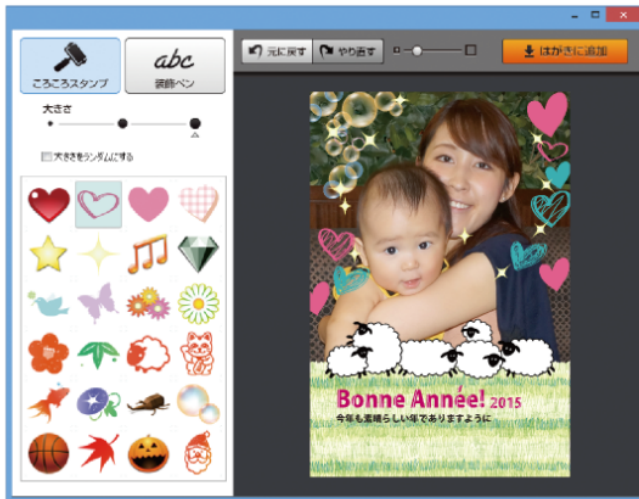 ころころスタンプ
abc
装飾ペン
元に戻す
やり直す
はがきに追加
大きさ
大きさをランダムにする
Bonne Année! 2015
今年も素晴らしい年でありますように